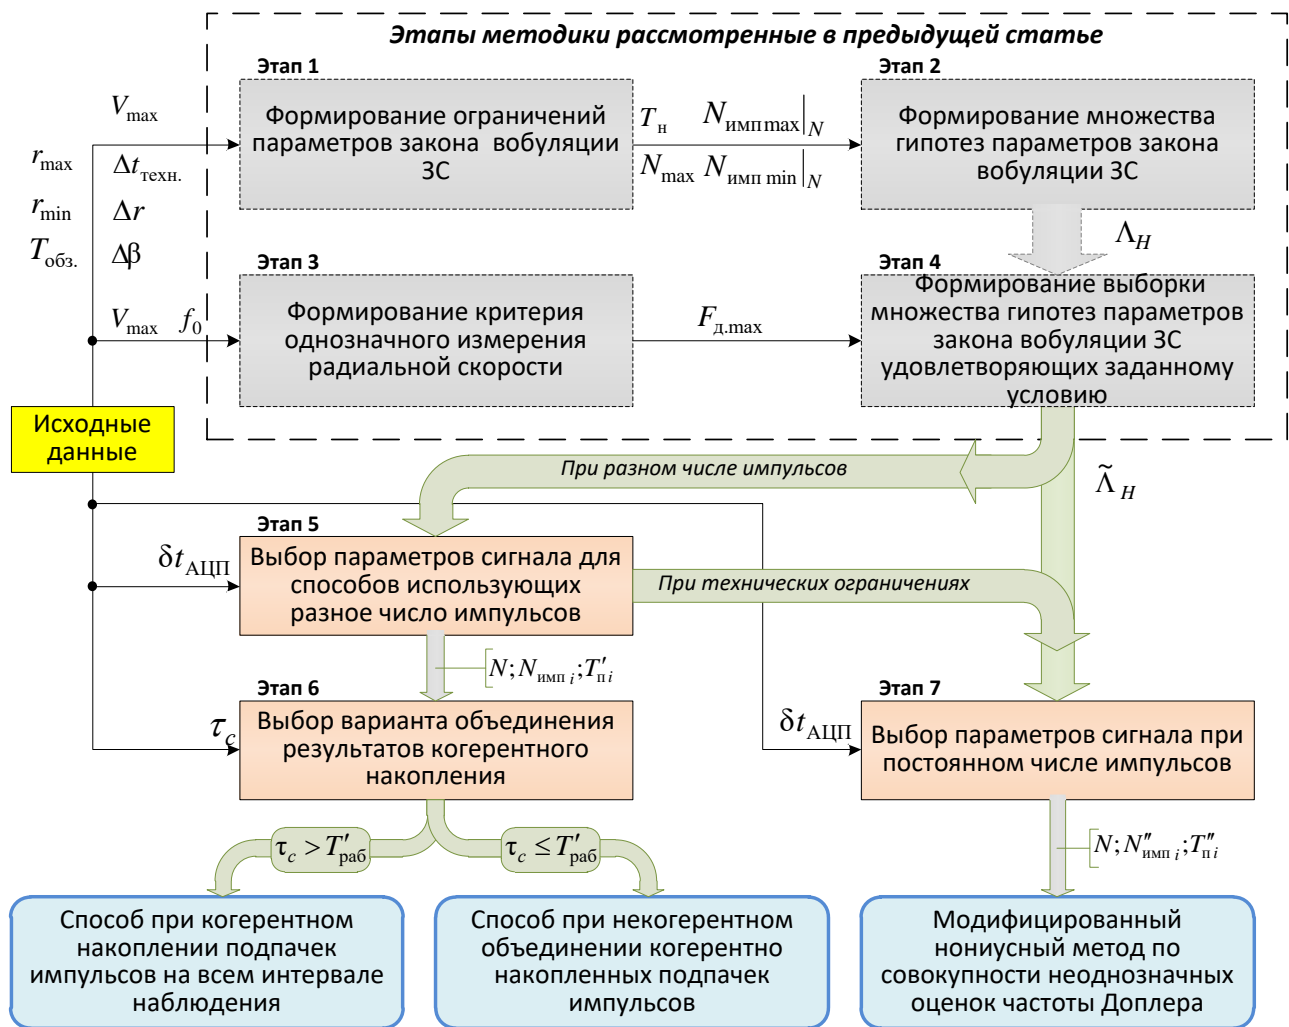 Этапы методики рассмотренные в предыдущей статье
Этап 1
Формирование ограничений
параметров закона вобуляции
ЗС
Этап 2
Формирование множества
гипотез параметров закона
вобуляции ЗС
V_max
r_max Δt_техн.
r_min Δr
T_обз. Δβ
T_н N_имп max|_N
N_max N_имп min|_N
Λ_H
Этап 3
Формирование критерия
однозначного измерения
радиальной скорости
Этап 4
Формирование выборки
множества гипотез параметров
закона вобуляции ЗС
удовлетворяющих заданному
условию
V_max f_0
F_д.max
Исходные
данные
При разном числе импульсов
Λ̃_H
Этап 5
Выбор параметров сигнала для
способов использующих
разное число импульсов
δt_АЦП
При технических ограничениях
[N; N_имп i; T′_п i
Этап 6
Выбор варианта объединения
результатов когерентного
накопления
τ_c
Этап 7
Выбор параметров сигнала при
постоянном числе импульсов
δt_АЦП
τ_c > T′_раб
τ_c ≤ T′_раб
[N; N″_имп i; T″_п i
Способ при когерентном
накоплении подпачек
импульсов на всем интервале
наблюдения
Способ при некогерентном
объединении когерентно
накопленных подпачек
импульсов
Модифицированный
нониусный метод по
совокупности неоднозначных
оценок частоты Доплера